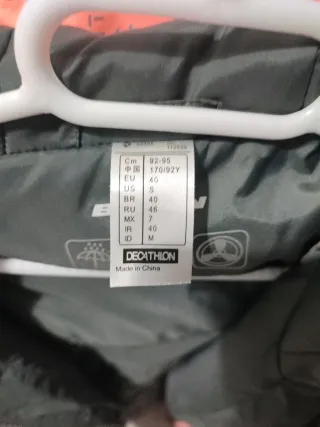 Cm 92-95
中国 170/92Y
EU 40
US S
BR 40
RU 46
MX 7
IR 40
ID M
DECATHLON
Made in China